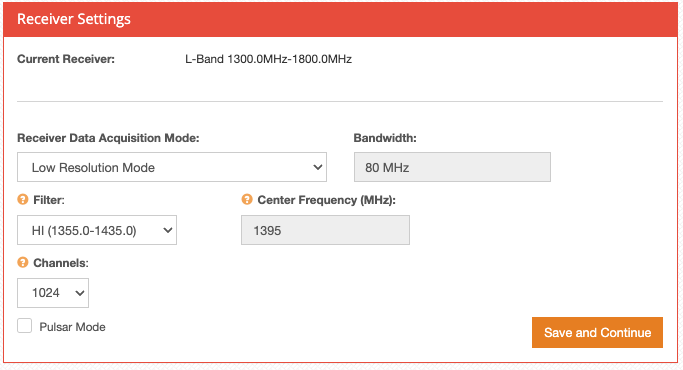 Receiver Settings
Current Receiver: L-Band 1300.0MHz-1800.0MHz
Receiver Data Acquisition Mode: Bandwidth:
Low Resolution Mode 80 MHz
? Filter: ? Center Frequency (MHz):
HI (1355.0-1435.0) 1395
? Channels:
1024
Pulsar Mode
Save and Continue